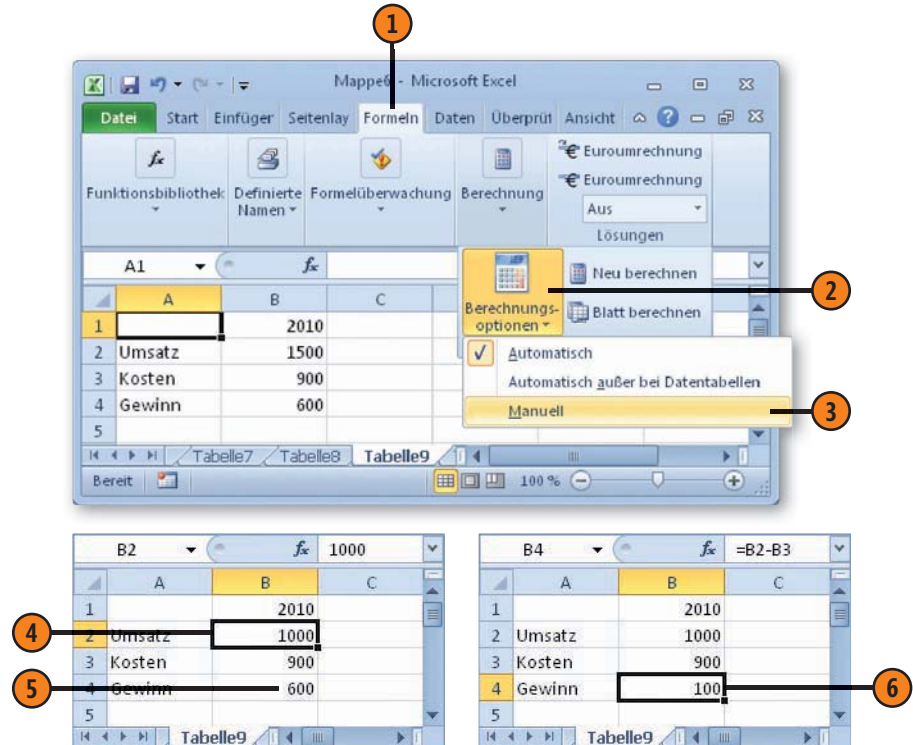 1
Mappe6 - Microsoft Excel
Datei Start Einfüger Seitenlay Formeln Daten Überprüf Ansicht
Funktionsbibliothek Definierte Namen Formelüberwachung Berechnung
Euroumrechnung
Euroumrechnung
Aus
Lösungen
A1 fx
Berechnungs-
optionen
Neu berechnen
Blatt berechnen
2
Automatisch
Automatisch außer bei Datentabellen
Manuell
3
A B C
1 2010
2 Umsatz 1500
3 Kosten 900
4 Gewinn 600
5
Tabelle7 Tabelle8 Tabelle9
Bereit 100 %
B2 fx 1000
A B C
1 2010
4
2 Umsatz 1000
3 Kosten 900
5
4 Gewinn 600
5
Tabelle9
B4 fx =B2-B3
A B C
1 2010
2 Umsatz 1000
3 Kosten 900
4 Gewinn 100
6
5
Tabelle9